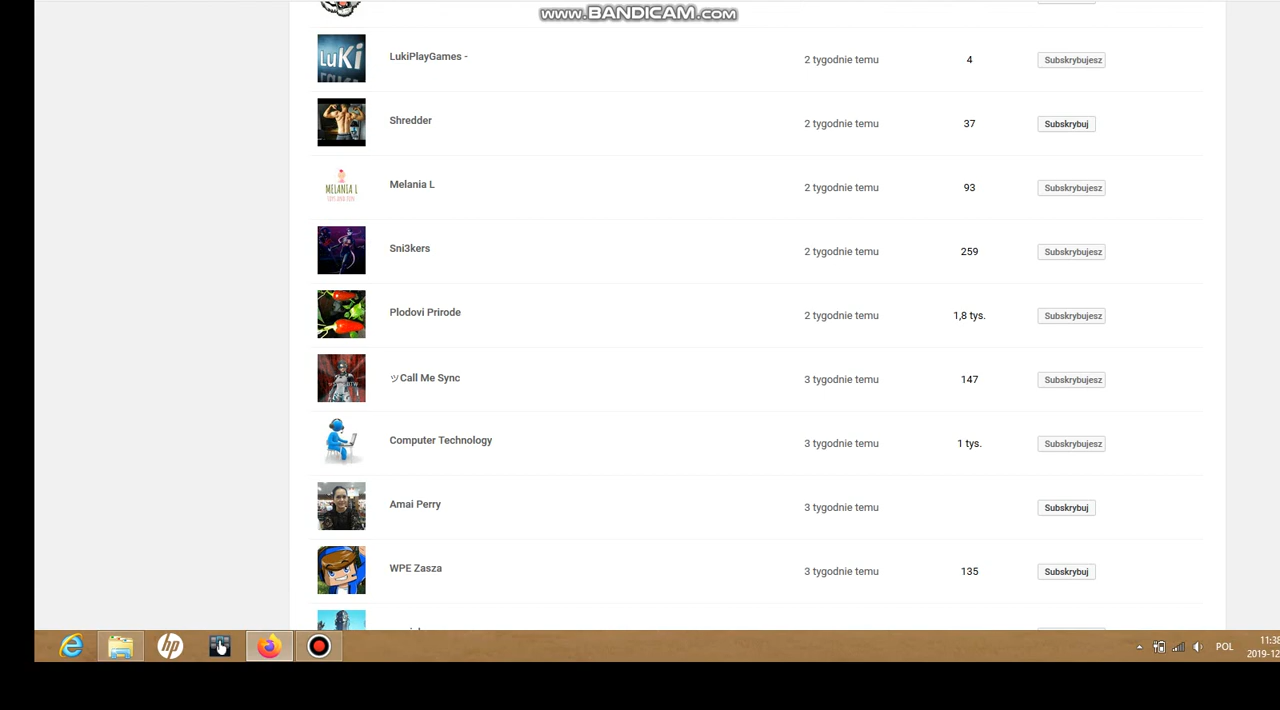 www.BANDICAM.com
LuKi
LukiPlayGames - 2 tygodnie temu 4 Subskrybujesz
Shredder 2 tygodnie temu 37 Subskrybuj
MELANIA L
Melania L 2 tygodnie temu 93 Subskrybujesz
Sni3kers 2 tygodnie temu 259 Subskrybujesz
Plodovi Prirode 2 tygodnie temu 1,8 tys. Subskrybujesz
ツCall Me Sync 3 tygodnie temu 147 Subskrybujesz
Computer Technology 3 tygodnie temu 1 tys. Subskrybujesz
Amai Perry 3 tygodnie temu Subskrybuj
WPE Zasza 3 tygodnie temu 135 Subskrybuj
hp
POL
11:38
2019-12